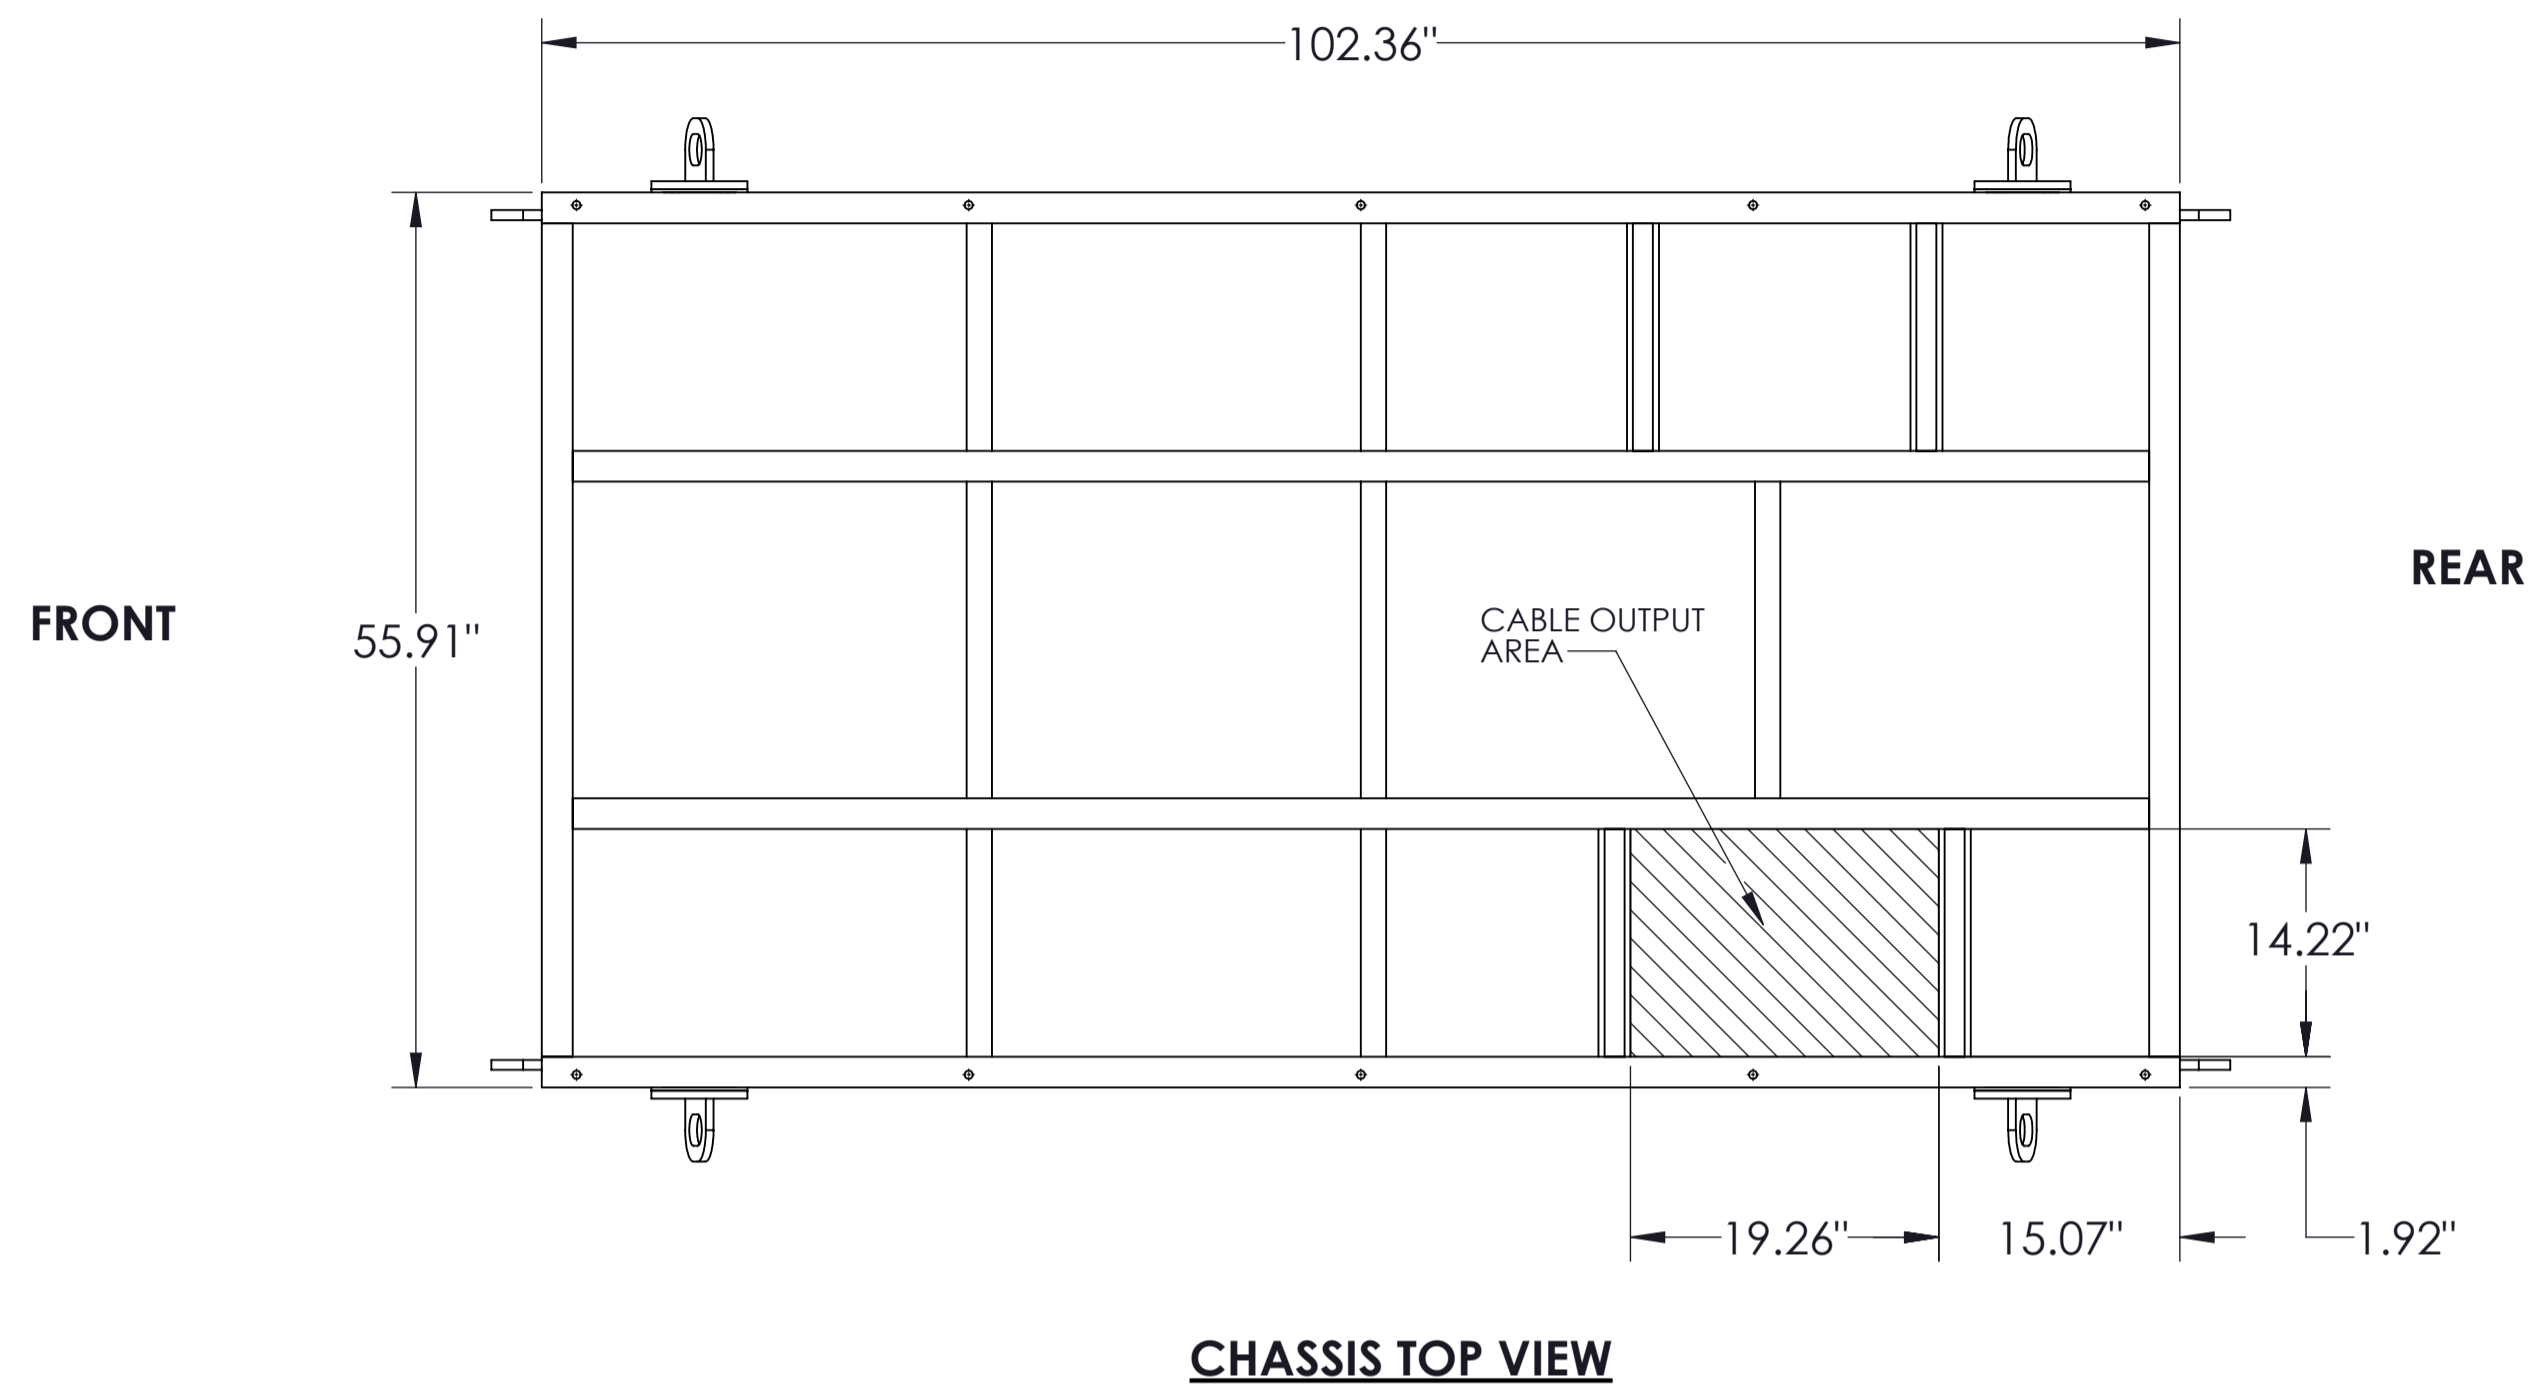 102.36"
FRONT
55.91"
REAR
CABLE OUTPUT
AREA
14.22"
19.26"
15.07"
1.92"
CHASSIS TOP VIEW